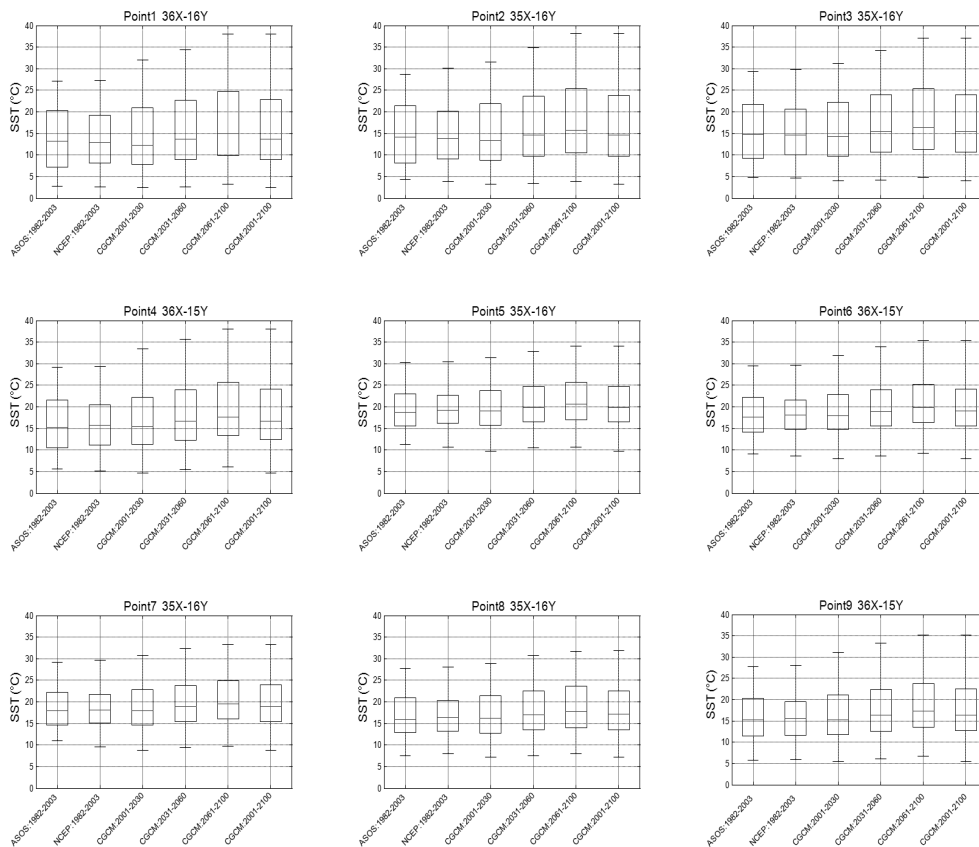 Point1 36X-16Y
SST (°C)
40
35
30
25
20
15
10
5
0
ASOS:1982-2003
NCEP:1982-2003
CGCM:2001-2030
CGCM:2031-2060
CGCM:2061-2100
CGCM:2001-2100
Point2 35X-16Y
SST (°C)
40
35
30
25
20
15
10
5
0
ASOS:1982-2003
NCEP:1982-2003
CGCM:2001-2030
CGCM:2031-2060
CGCM:2061-2100
CGCM:2001-2100
Point3 35X-16Y
SST (°C)
40
35
30
25
20
15
10
5
0
ASOS:1982-2003
NCEP:1982-2003
CGCM:2001-2030
CGCM:2031-2060
CGCM:2061-2100
CGCM:2001-2100
Point4 36X-15Y
SST (°C)
40
35
30
25
20
15
10
5
0
ASOS:1982-2003
NCEP:1982-2003
CGCM:2001-2030
CGCM:2031-2060
CGCM:2061-2100
CGCM:2001-2100
Point5 35X-16Y
SST (°C)
40
35
30
25
20
15
10
5
0
ASOS:1982-2003
NCEP:1982-2003
CGCM:2001-2030
CGCM:2031-2060
CGCM:2061-2100
CGCM:2001-2100
Point6 36X-15Y
SST (°C)
40
35
30
25
20
15
10
5
0
ASOS:1982-2003
NCEP:1982-2003
CGCM:2001-2030
CGCM:2031-2060
CGCM:2061-2100
CGCM:2001-2100
Point7 35X-16Y
SST (°C)
40
35
30
25
20
15
10
5
0
ASOS:1982-2003
NCEP:1982-2003
CGCM:2001-2030
CGCM:2031-2060
CGCM:2061-2100
CGCM:2001-2100
Point8 35X-16Y
SST (°C)
40
35
30
25
20
15
10
5
0
ASOS:1982-2003
NCEP:1982-2003
CGCM:2001-2030
CGCM:2031-2060
CGCM:2061-2100
CGCM:2001-2100
Point9 36X-15Y
SST (°C)
40
35
30
25
20
15
10
5
0
ASOS:1982-2003
NCEP:1982-2003
CGCM:2001-2030
CGCM:2031-2060
CGCM:2061-2100
CGCM:2001-2100